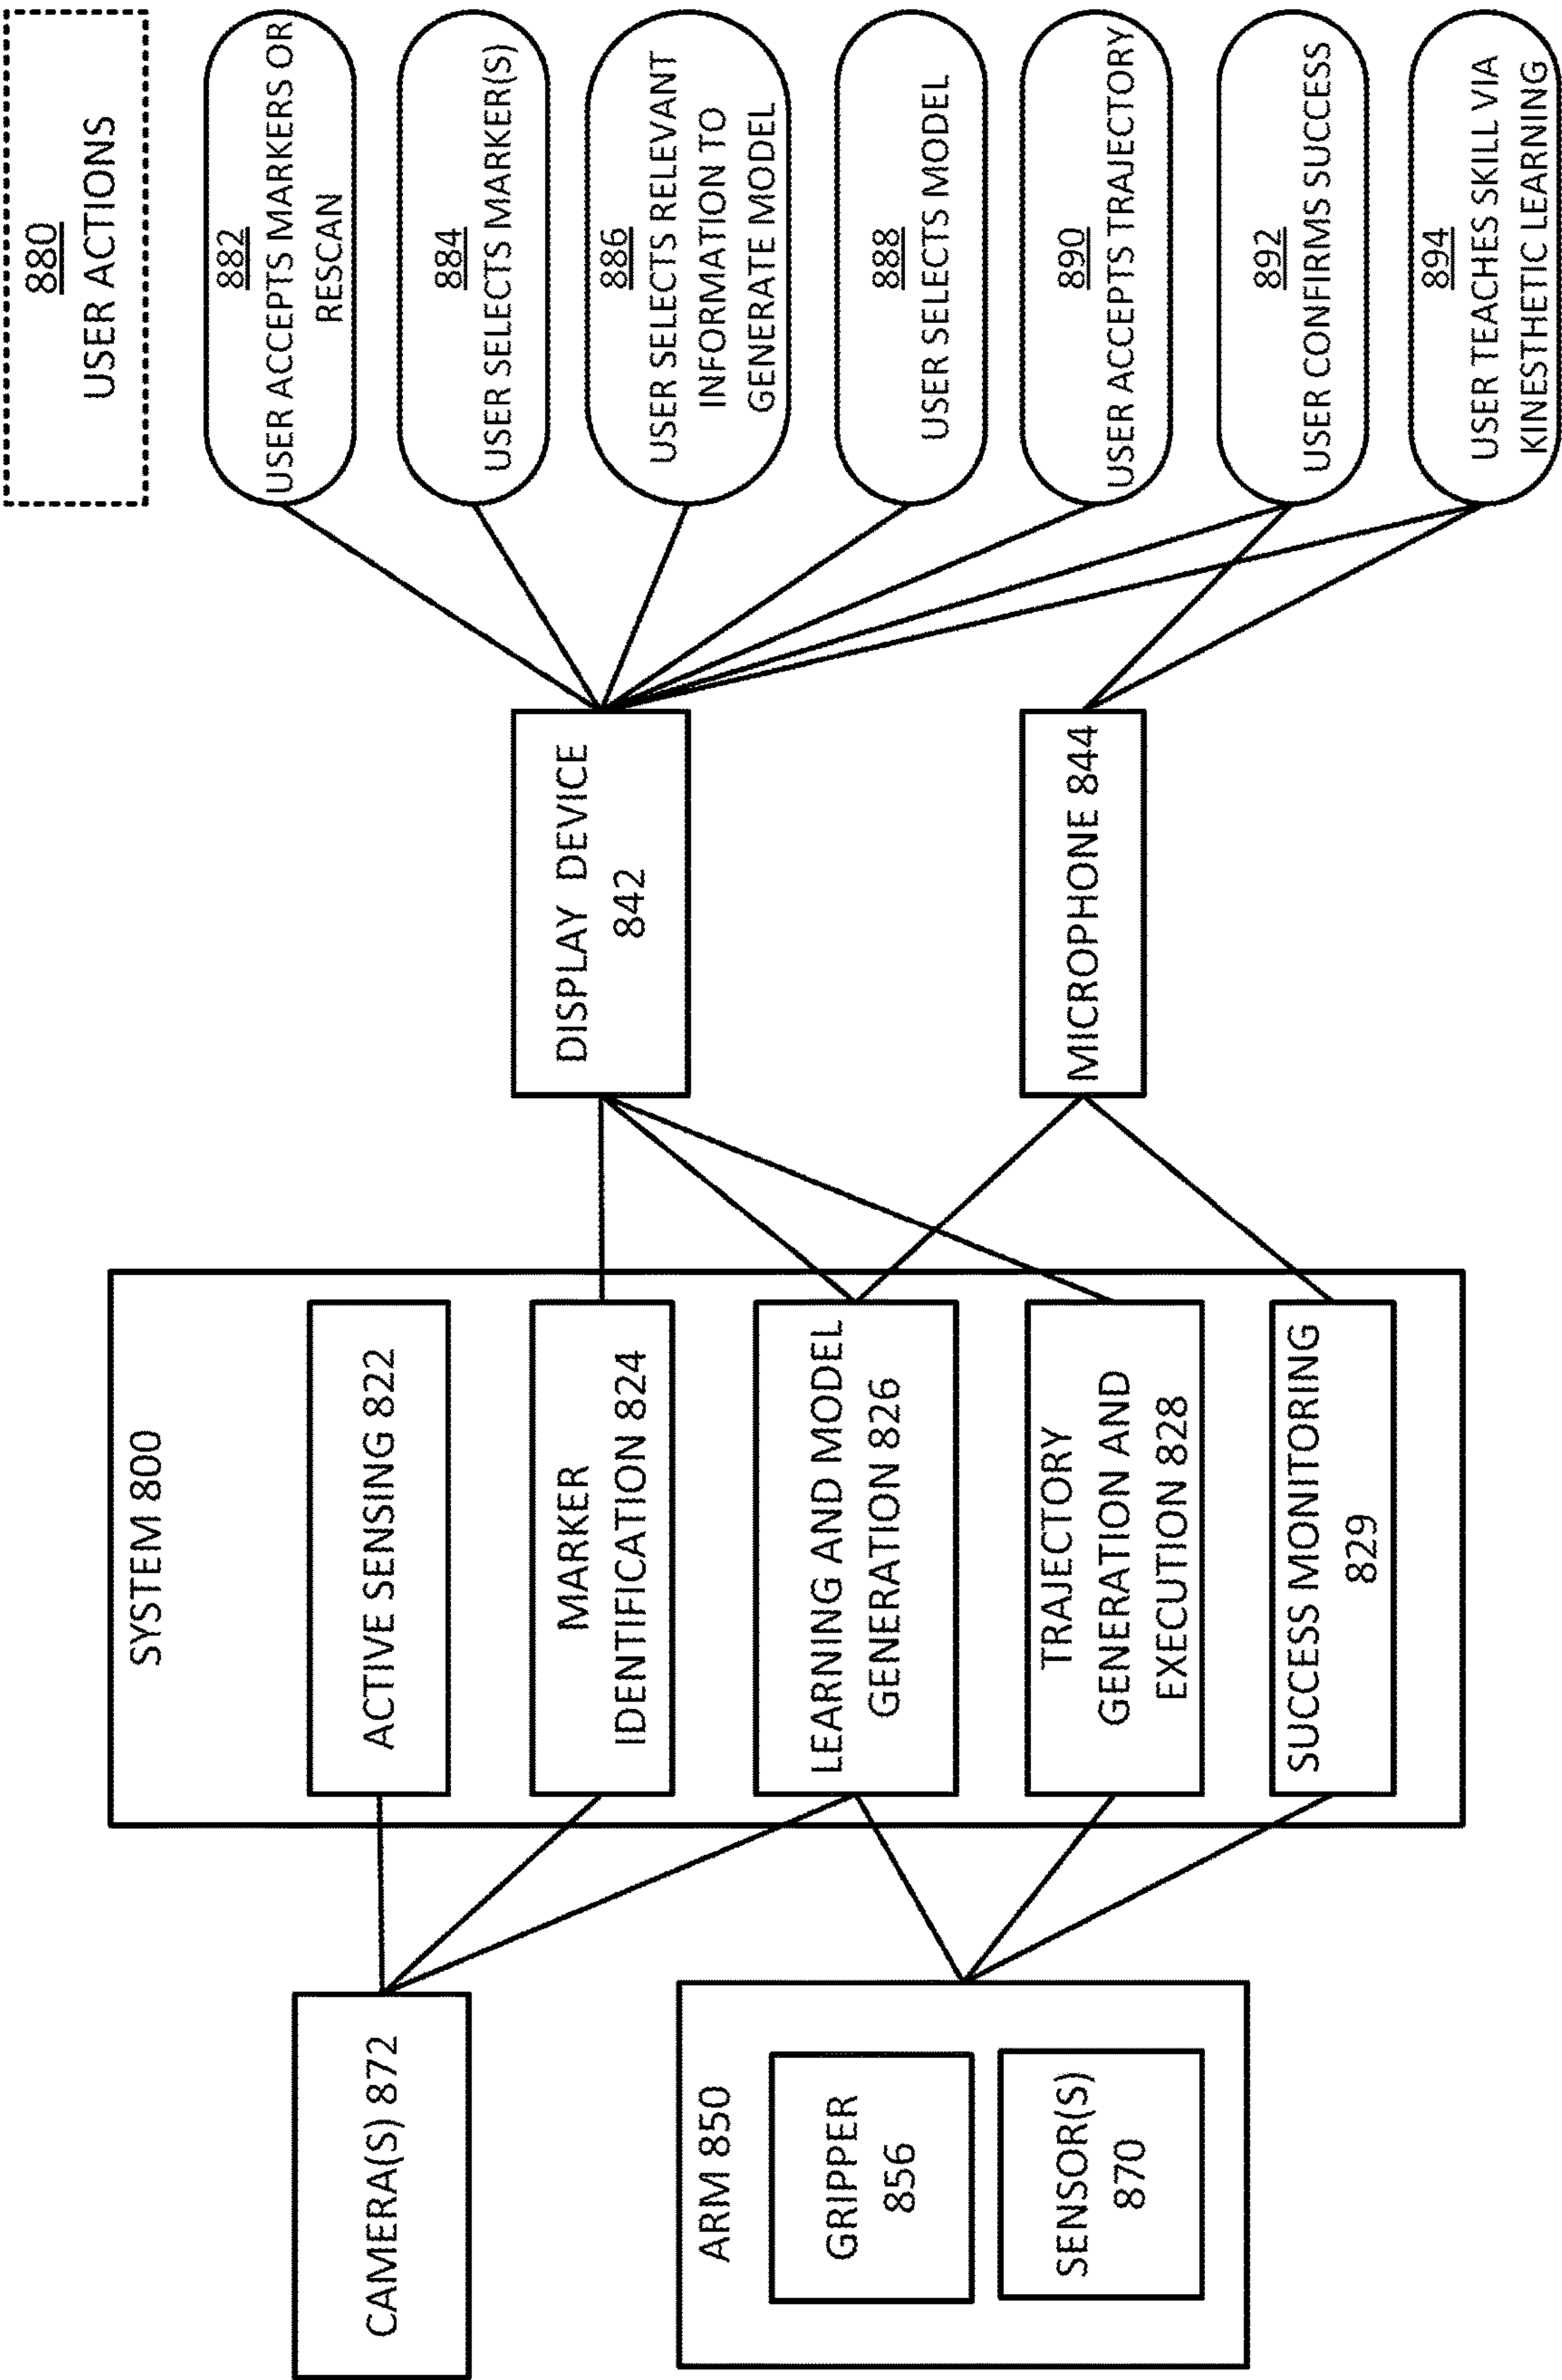 880
USER ACTIONS
882
USER ACCEPTS MARKERS OR
RESCAN
884
USER SELECTS MARKER(S)
886
USER SELECTS RELEVANT
INFORMATION TO
GENERATE MODEL
888
USER SELECTS MODEL
890
USER ACCEPTS TRAJECTORY
892
USER CONFIRMS SUCCESS
894
USER TEACHES SKILL VIA
KINESTHETIC LEARNING
DISPLAY DEVICE
842
MICROPHONE 844
SYSTEM 800
ACTIVE SENSING 822
MARKER
IDENTIFICATION 824
LEARNING AND MODEL
GENERATION 826
TRAJECTORY
GENERATION AND
EXECUTION 828
SUCCESS MONITORING
829
CAMERA(S) 872
ARM 850
GRIPPER
856
SENSOR(S)
870